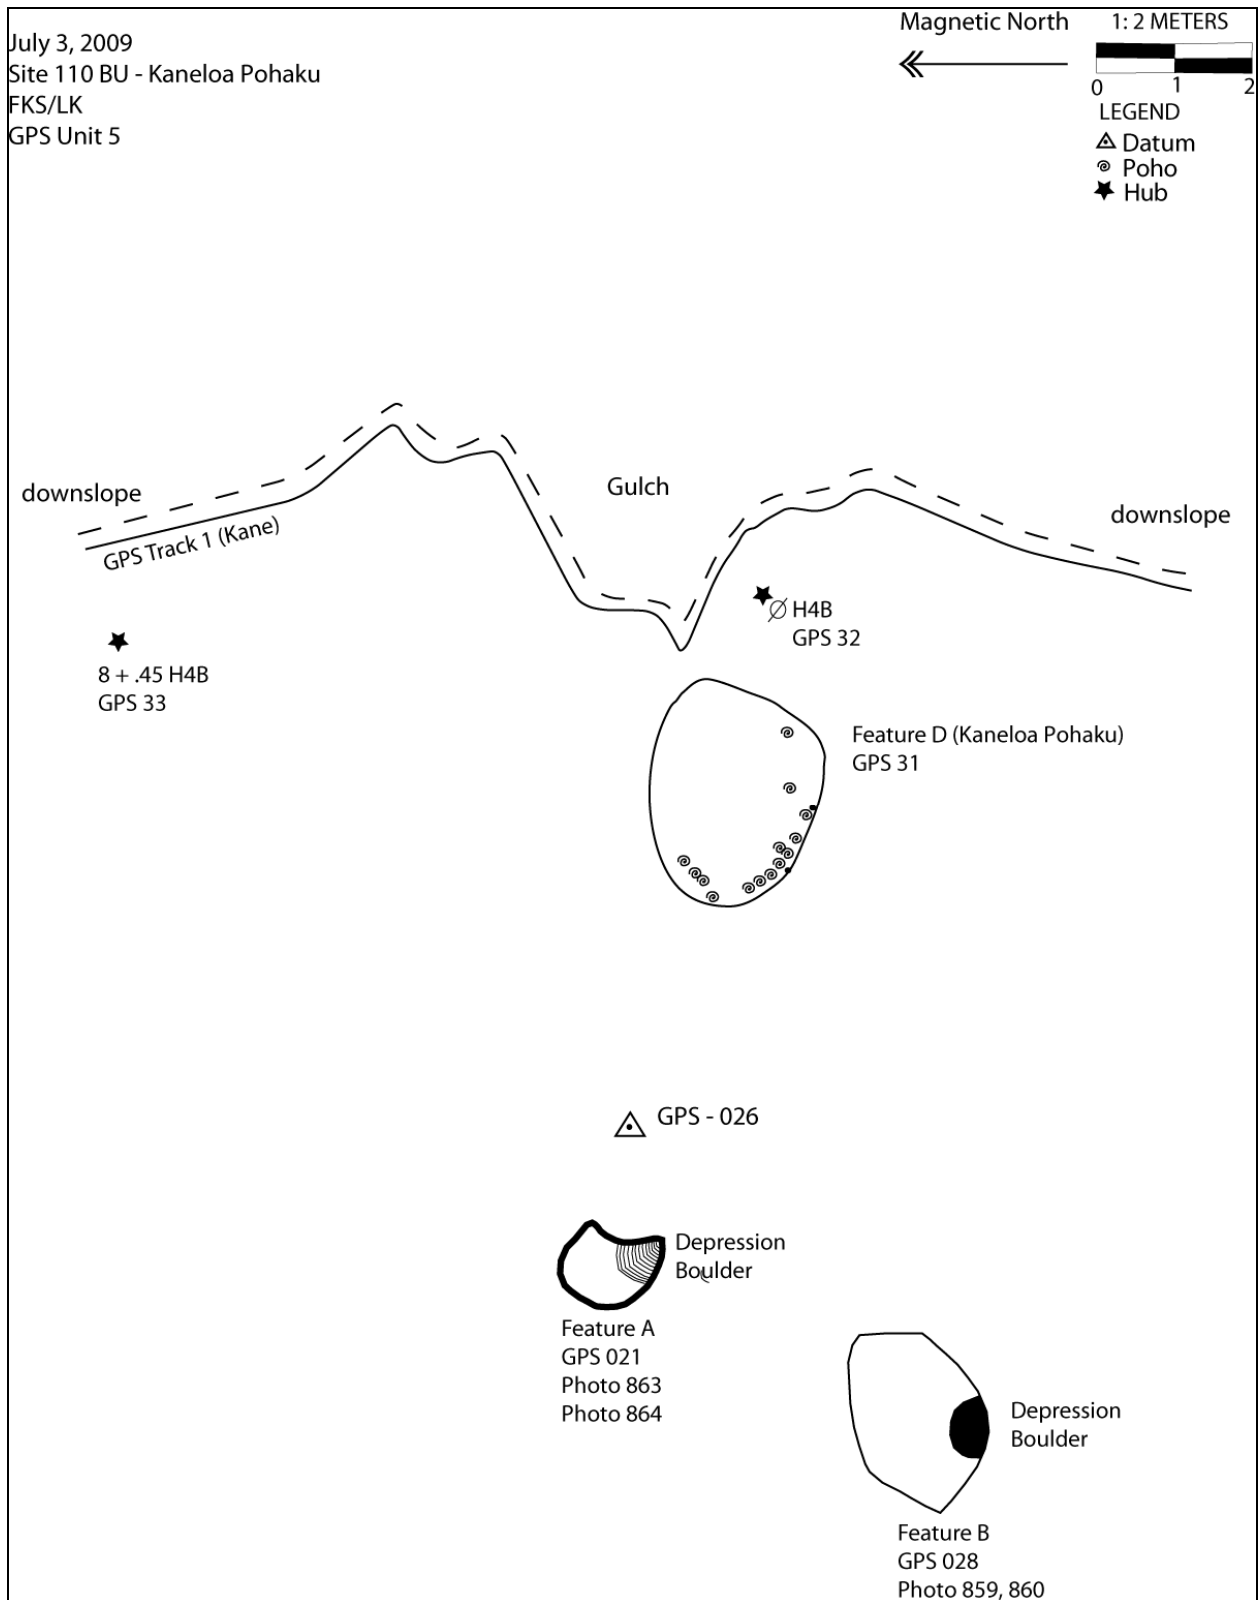 July 3, 2009
Site 110 BU - Kaneloa Pohaku
FKS/LK
GPS Unit 5
Magnetic North
1: 2 METERS
0 1 2
LEGEND
Datum
Poho
Hub
downslope
GPS Track 1 (Kane)
Gulch
downslope
8 + .45 H4B
GPS 33
∅ H4B
GPS 32
Feature D (Kaneloa Pohaku)
GPS 31
GPS - 026
Depression
Boulder
Feature A
GPS 021
Photo 863
Photo 864
Depression
Boulder
Feature B
GPS 028
Photo 859, 860